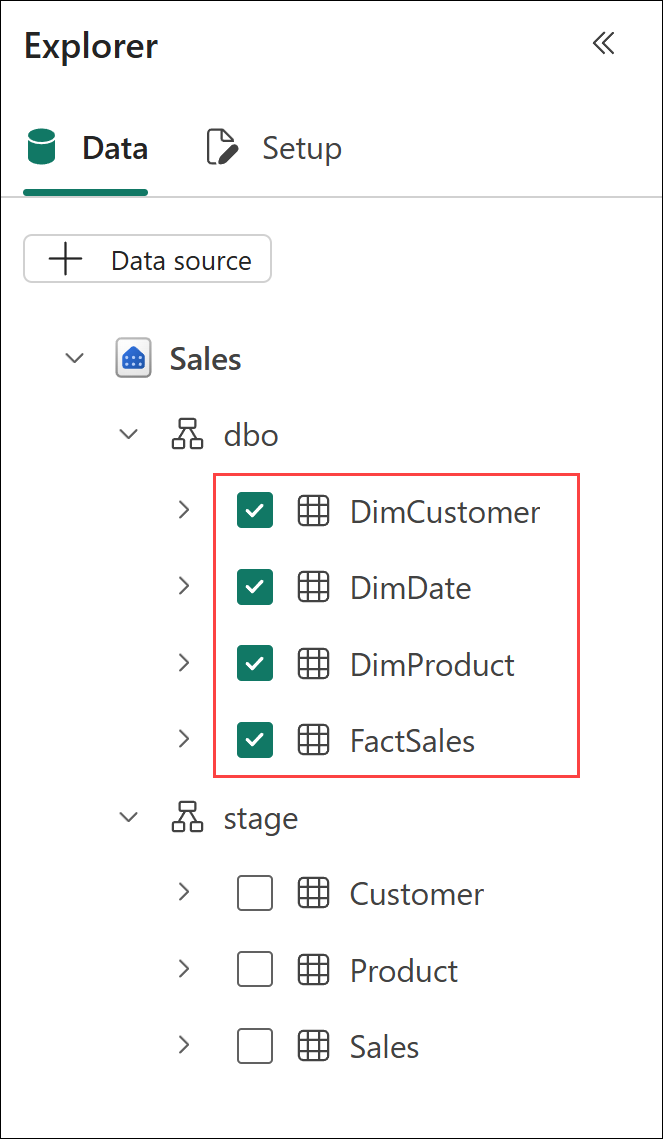 Explorer
Data Setup
Data source
Sales
dbo
DimCustomer
DimDate
DimProduct
FactSales
stage
Customer
Product
Sales